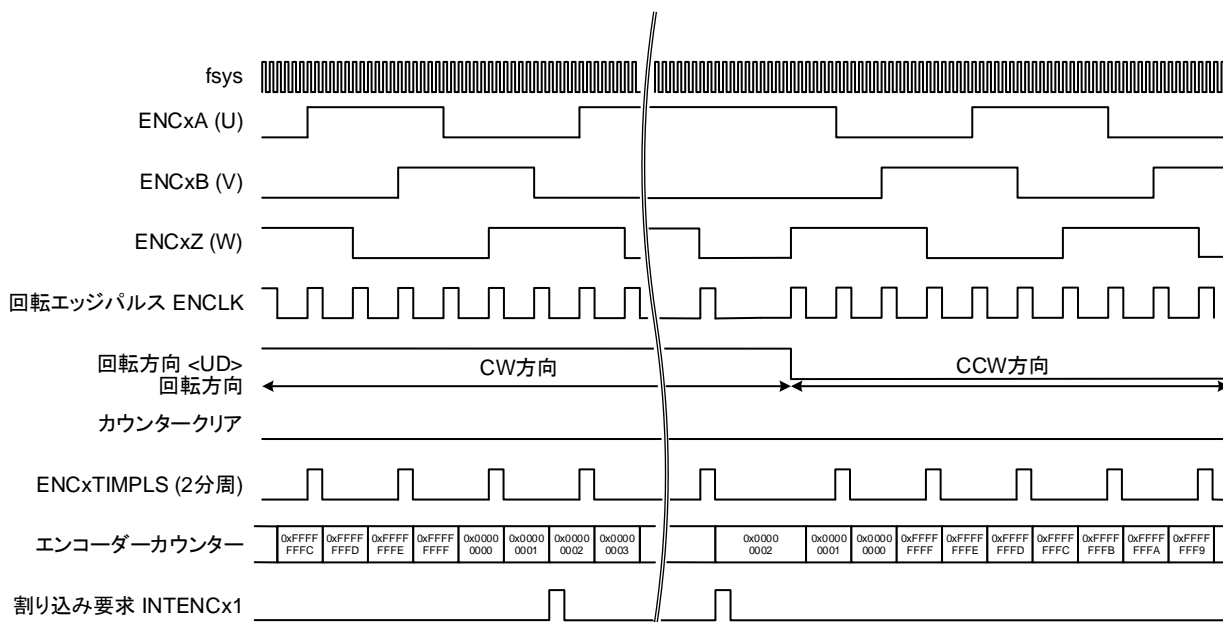 fsys
ENCxA (U)
ENCxB (V)
ENCxZ (W)
回転エッジパルス ENCLK
回転方向 <UD>
回転方向
CW方向
CCW方向
カウンタークリア
ENCxTIMPLS (2分周)
エンコーダーカウンター
0xFFFF
FFFC
0xFFFF
FFFD
0xFFFF
FFFE
0xFFFF
FFFF
0x0000
0000
0x0000
0001
0x0000
0002
0x0000
0003
0x0000
0002
0x0000
0001
0x0000
0000
0xFFFF
FFFF
0xFFFF
FFFE
0xFFFF
FFFD
0xFFFF
FFFC
0xFFFF
FFFB
0xFFFF
FFFA
0xFFFF
FFF9
割り込み要求 INTENCx1